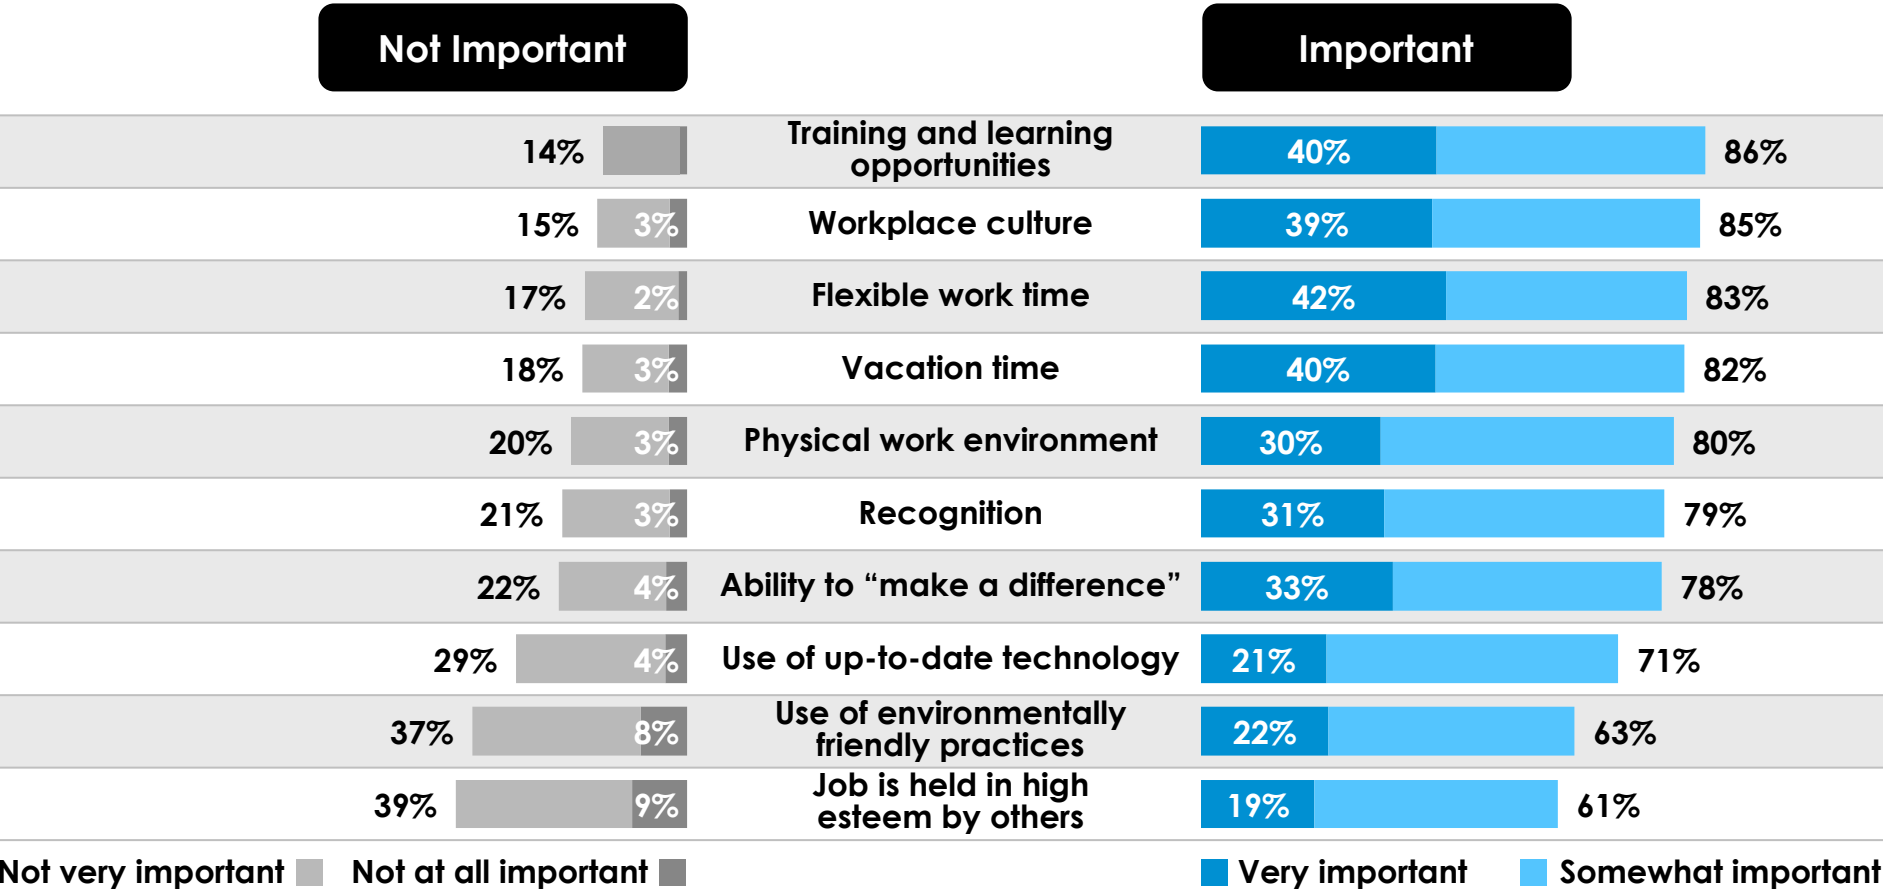 Not Important
Important
14%
Training and learning
opportunities
40%
86%
15%
3%
Workplace culture
39%
85%
17%
2%
Flexible work time
42%
83%
18%
3%
Vacation time
40%
82%
20%
3%
Physical work environment
30%
80%
21%
3%
Recognition
31%
79%
22%
4%
Ability to “make a difference”
33%
78%
29%
4%
Use of up-to-date technology
21%
71%
37%
8%
Use of environmentally
friendly practices
22%
63%
39%
9%
Job is held in high
esteem by others
19%
61%
Not very important
Not at all important
Very important
Somewhat important